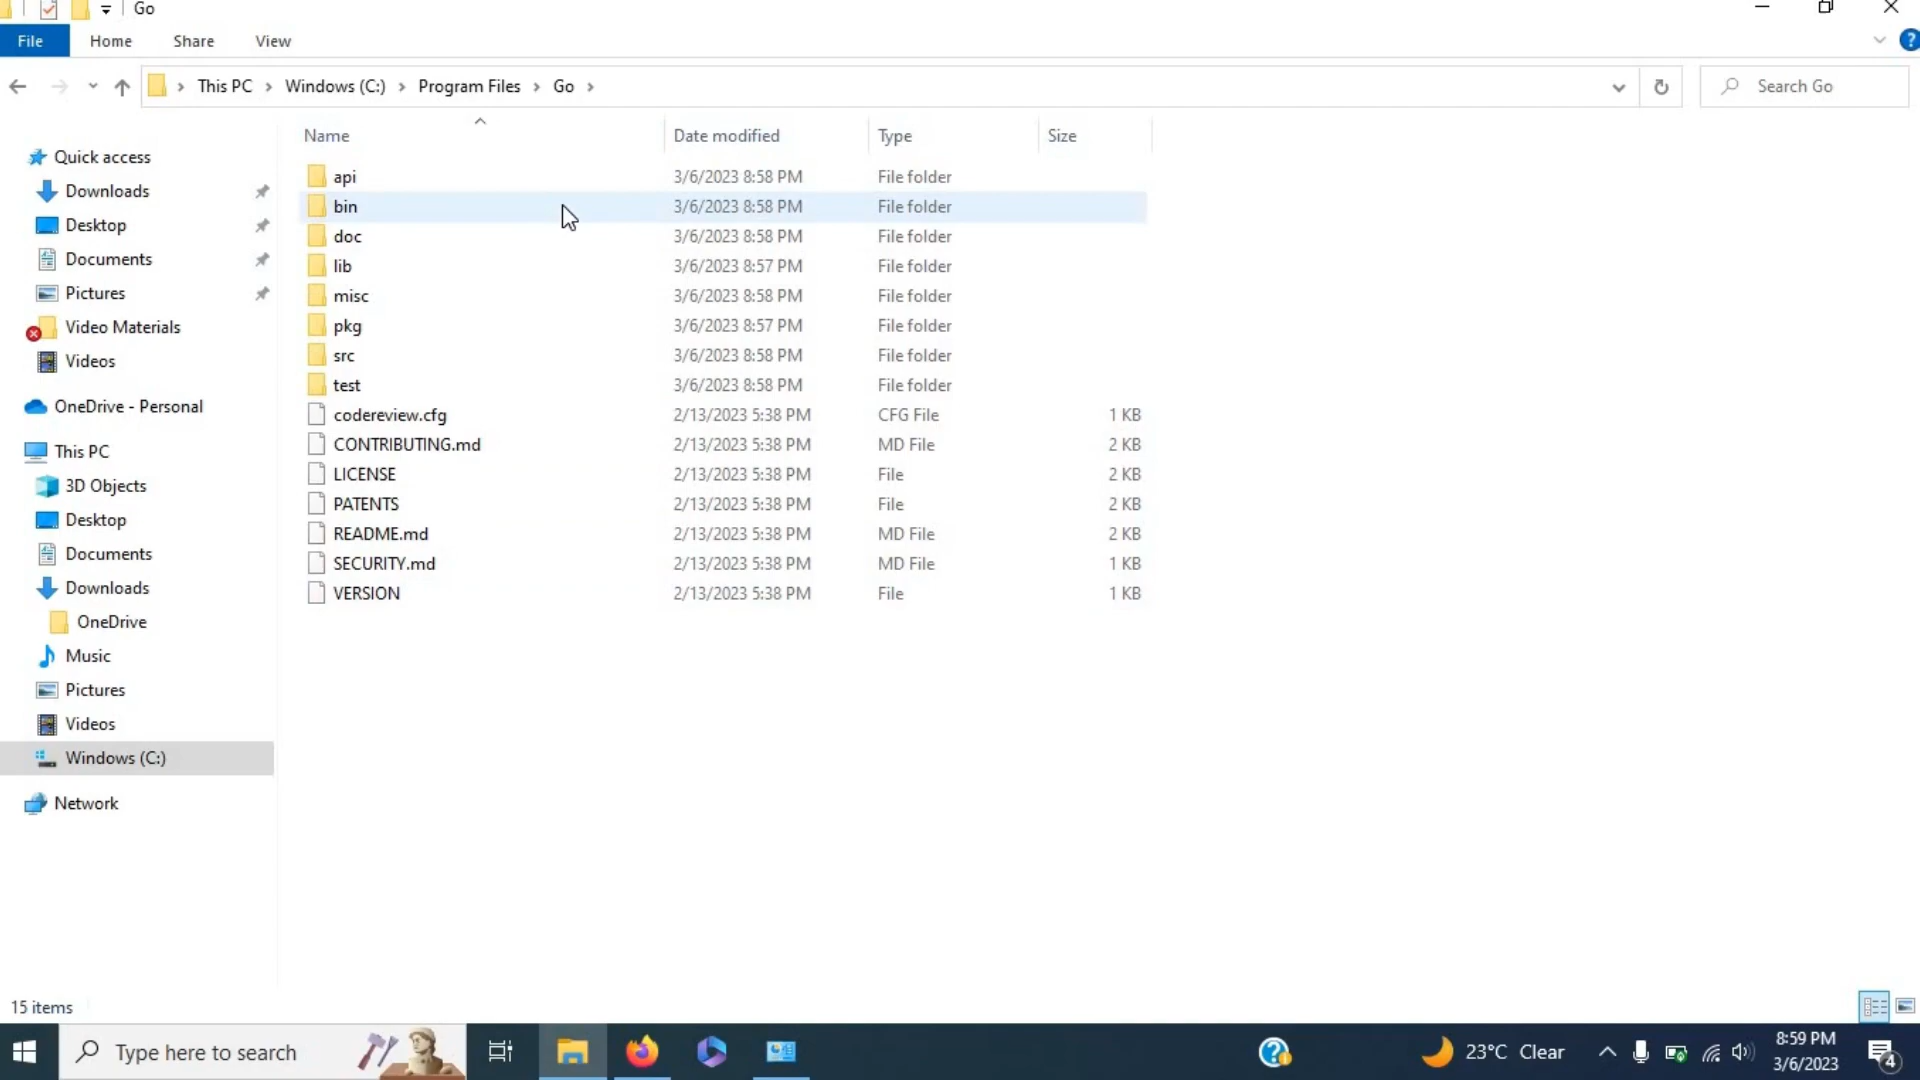 Go
File Home Share View
This PC > Windows (C:) > Program Files > Go >
Search Go
Name Date modified Type Size
Quick access
Downloads
Desktop
Documents
Pictures
Video Materials
Videos
OneDrive - Personal
This PC
3D Objects
Desktop
Documents
Downloads
OneDrive
Music
Pictures
Videos
Windows (C:)
Network
api 3/6/2023 8:58 PM File folder
bin 3/6/2023 8:58 PM File folder
doc 3/6/2023 8:58 PM File folder
lib 3/6/2023 8:57 PM File folder
misc 3/6/2023 8:58 PM File folder
pkg 3/6/2023 8:57 PM File folder
src 3/6/2023 8:58 PM File folder
test 3/6/2023 8:58 PM File folder
codereview.cfg 2/13/2023 5:38 PM CFG File 1 KB
CONTRIBUTING.md 2/13/2023 5:38 PM MD File 2 KB
LICENSE 2/13/2023 5:38 PM File 2 KB
PATENTS 2/13/2023 5:38 PM File 2 KB
README.md 2/13/2023 5:38 PM MD File 2 KB
SECURITY.md 2/13/2023 5:38 PM MD File 1 KB
VERSION 2/13/2023 5:38 PM File 1 KB
15 items
Type here to search
23°C Clear
8:59 PM
3/6/2023
4